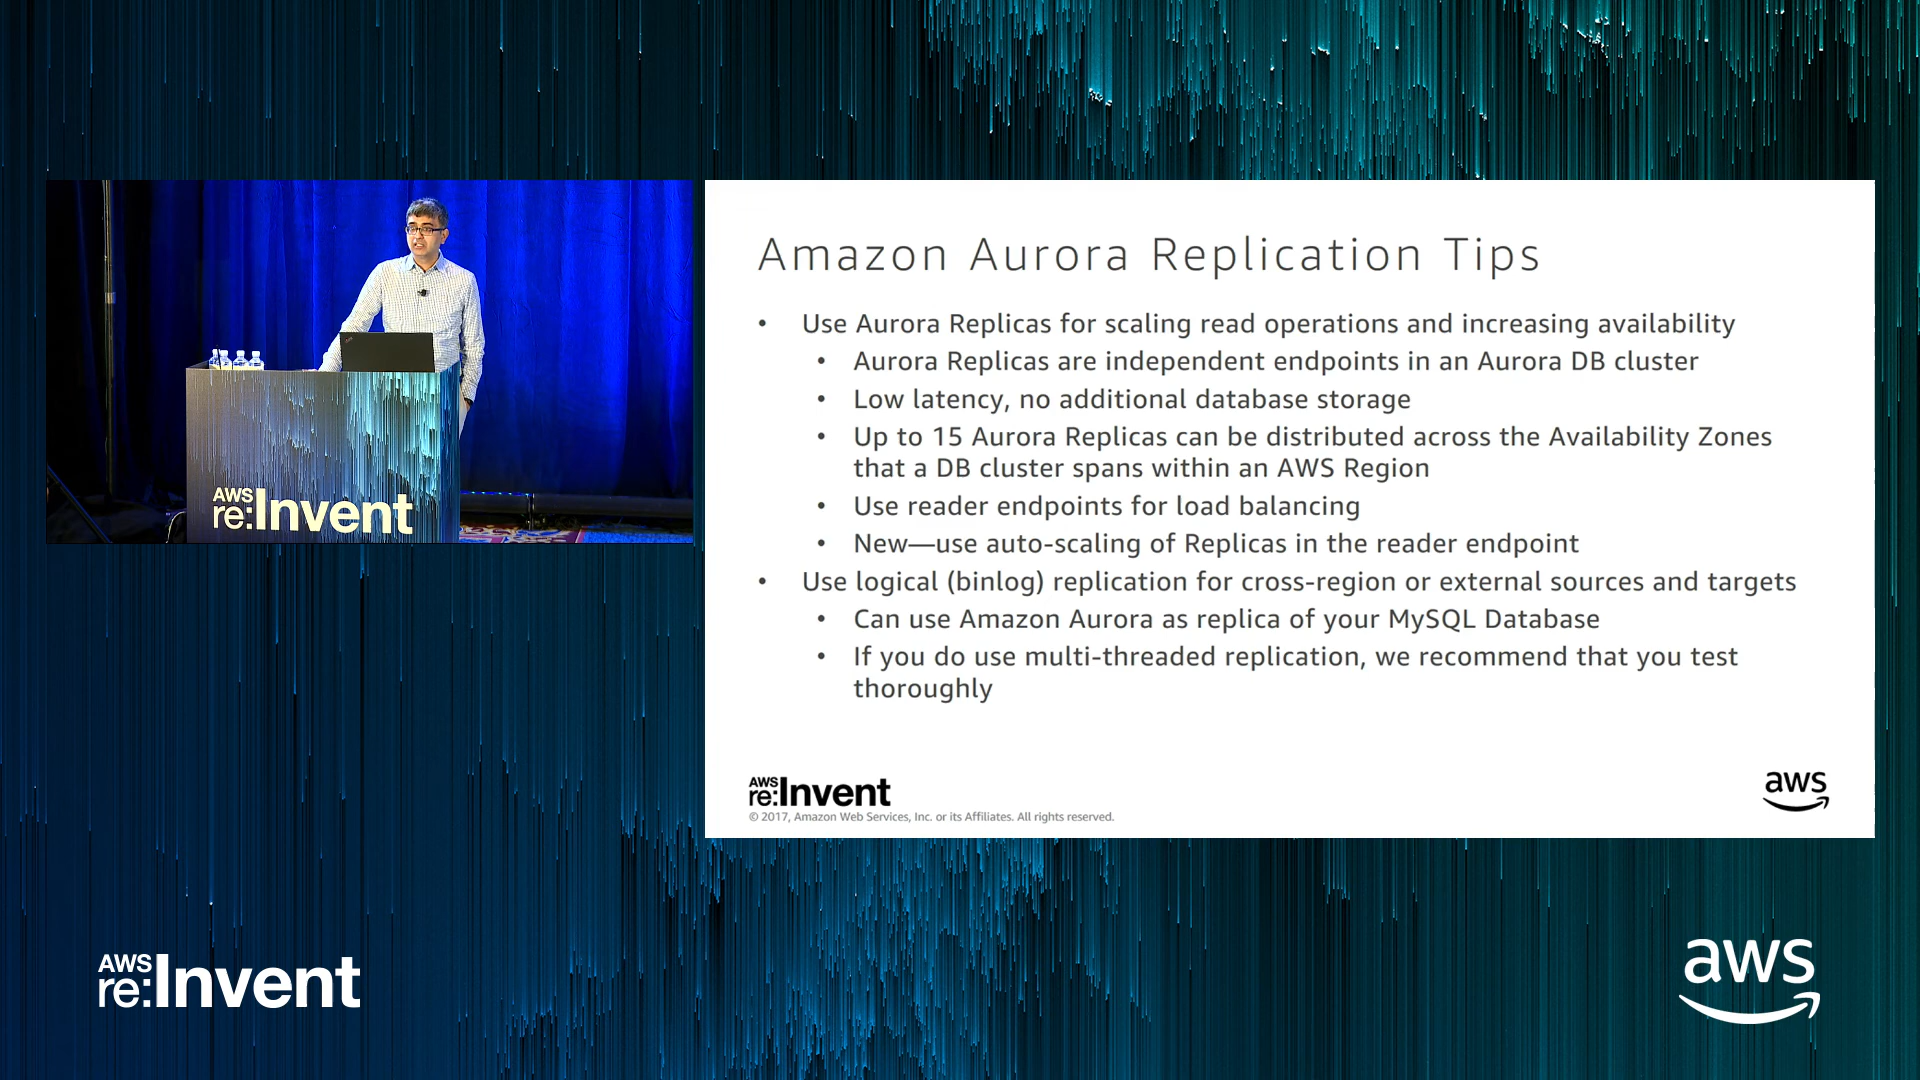 Amazon Aurora Replication Tips
• Use Aurora Replicas for scaling read operations and increasing availability
• Aurora Replicas are independent endpoints in an Aurora DB cluster
• Low latency, no additional database storage
• Up to 15 Aurora Replicas can be distributed across the Availability Zones
that a DB cluster spans within an AWS Region
• Use reader endpoints for load balancing
• New—use auto-scaling of Replicas in the reader endpoint
• Use logical (binlog) replication for cross-region or external sources and targets
• Can use Amazon Aurora as replica of your MySQL Database
• If you do use multi-threaded replication, we recommend that you test
thoroughly
AWS
re:Invent
© 2017, Amazon Web Services, Inc. or its Affiliates. All rights reserved.
aws
AWS
re:Invent
AWS
re:Invent
aws